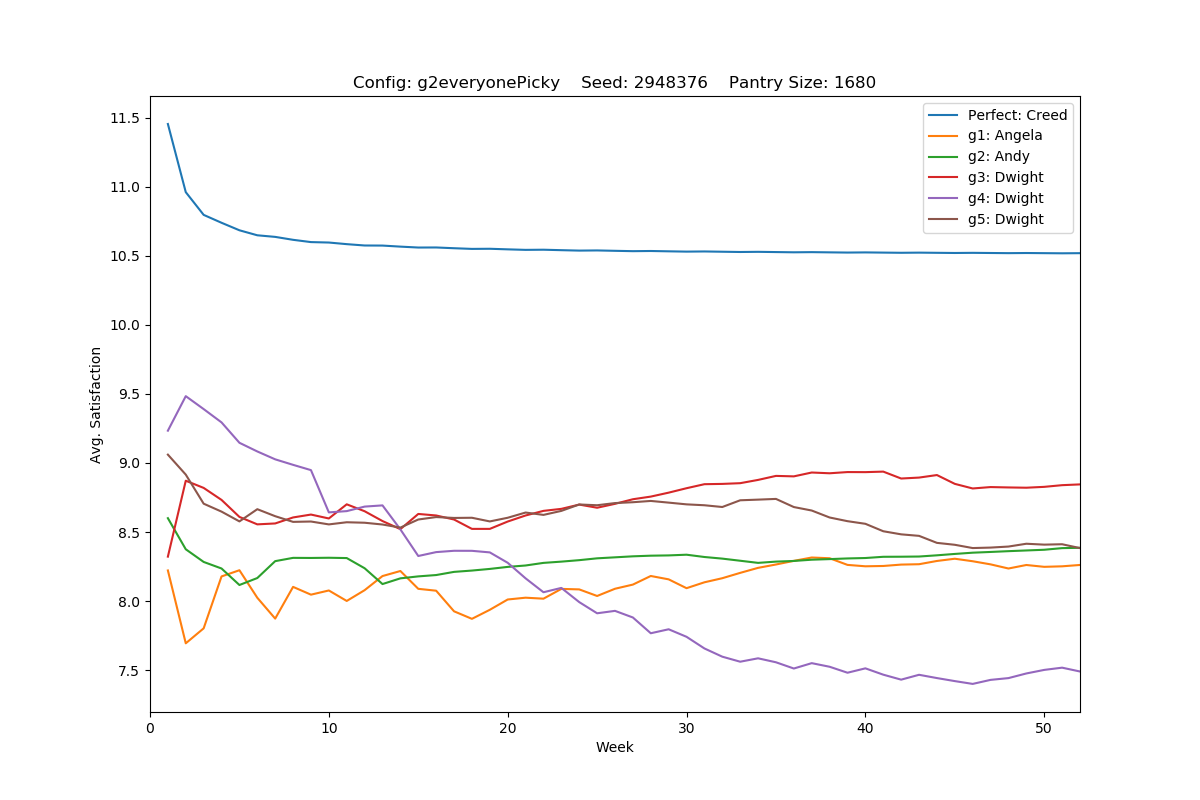 Config: g2everyonePicky    Seed: 2948376    Pantry Size: 1680
Perfect: Creed
g1: Angela
g2: Andy
g3: Dwight
g4: Dwight
g5: Dwight
Avg. Satisfaction
11.5
11.0
10.5
10.0
9.5
9.0
8.5
8.0
7.5
0 10 20 30 40 50
Week